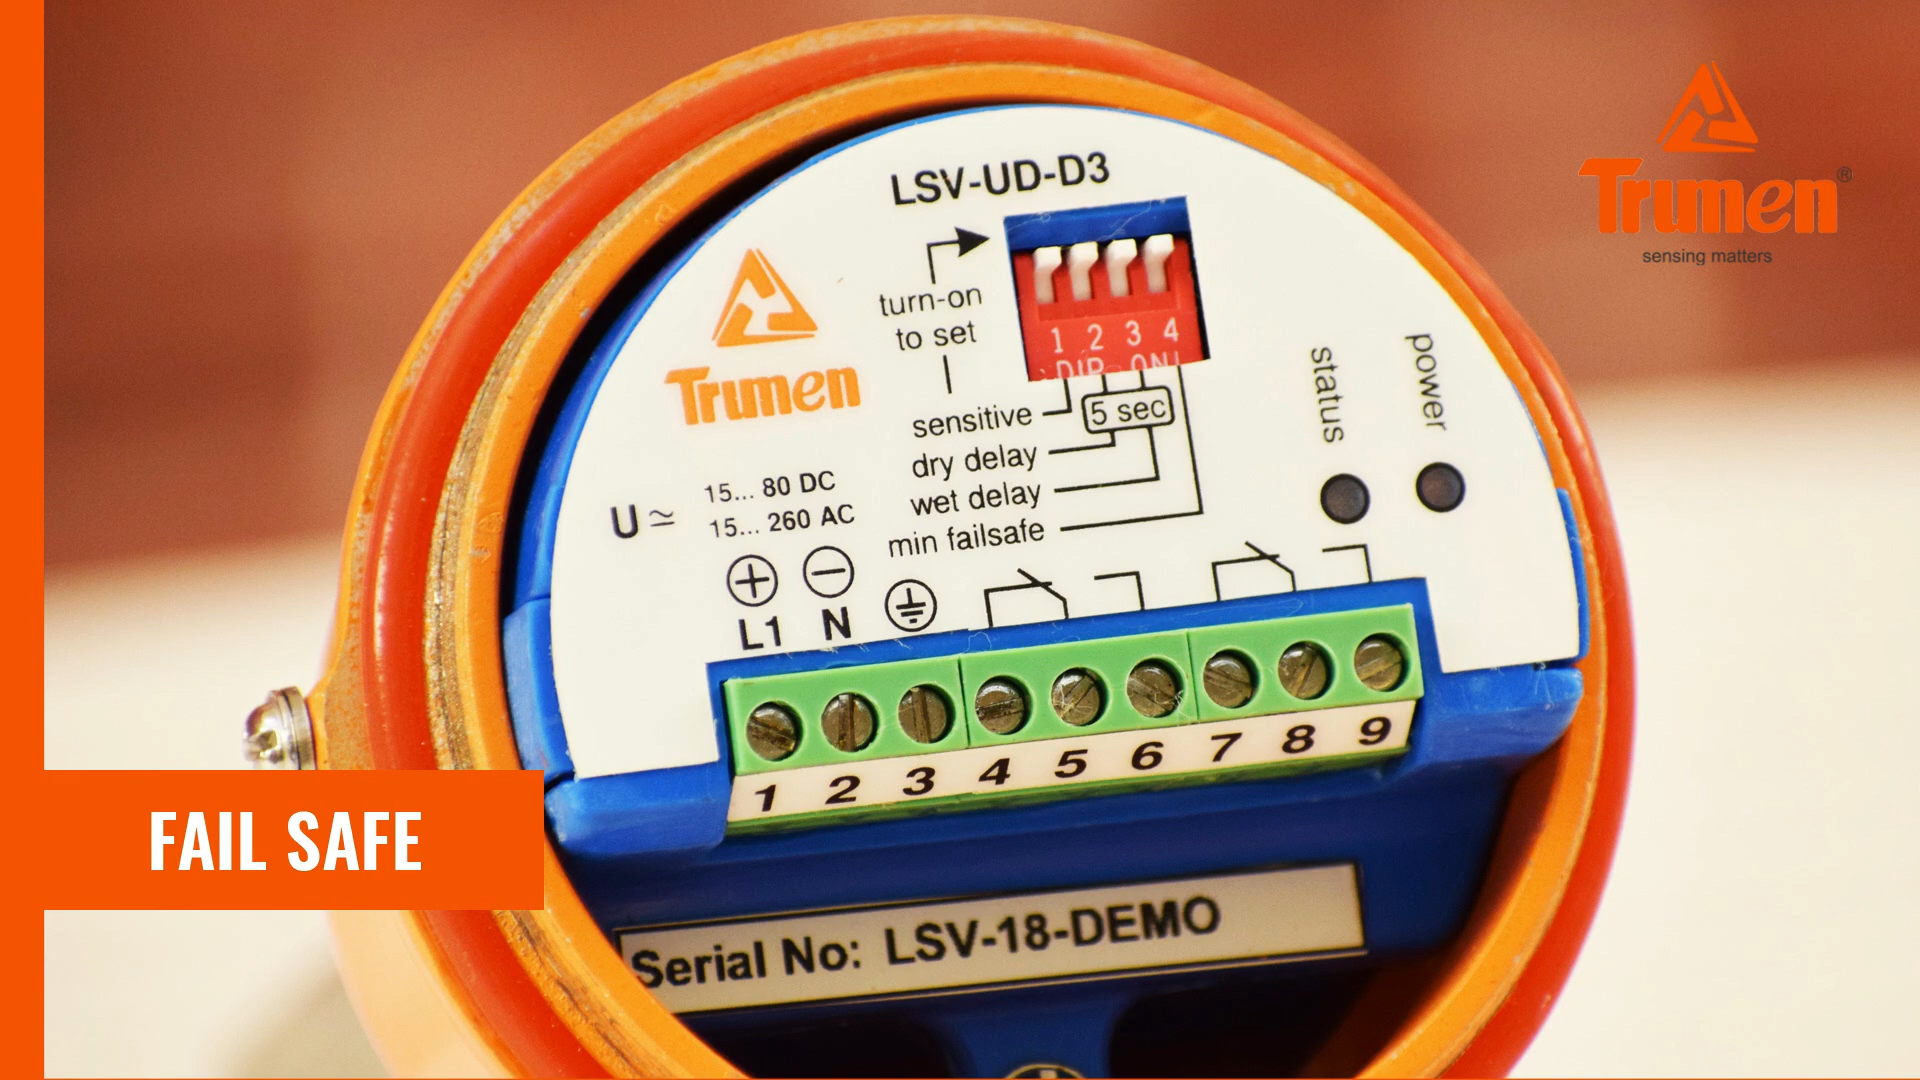 LSV-UD-D3
Trumen®
sensing matters
turn-on
to set
1 2 3 4
DIP ON
Trumen
sensitive
5 sec
dry delay
wet delay
min failsafe
status
power
U ≃
15... 80 DC
15... 260 AC
L1 N
1 2 3 4 5 6 7 8 9
FAIL SAFE
Serial No: LSV-18-DEMO